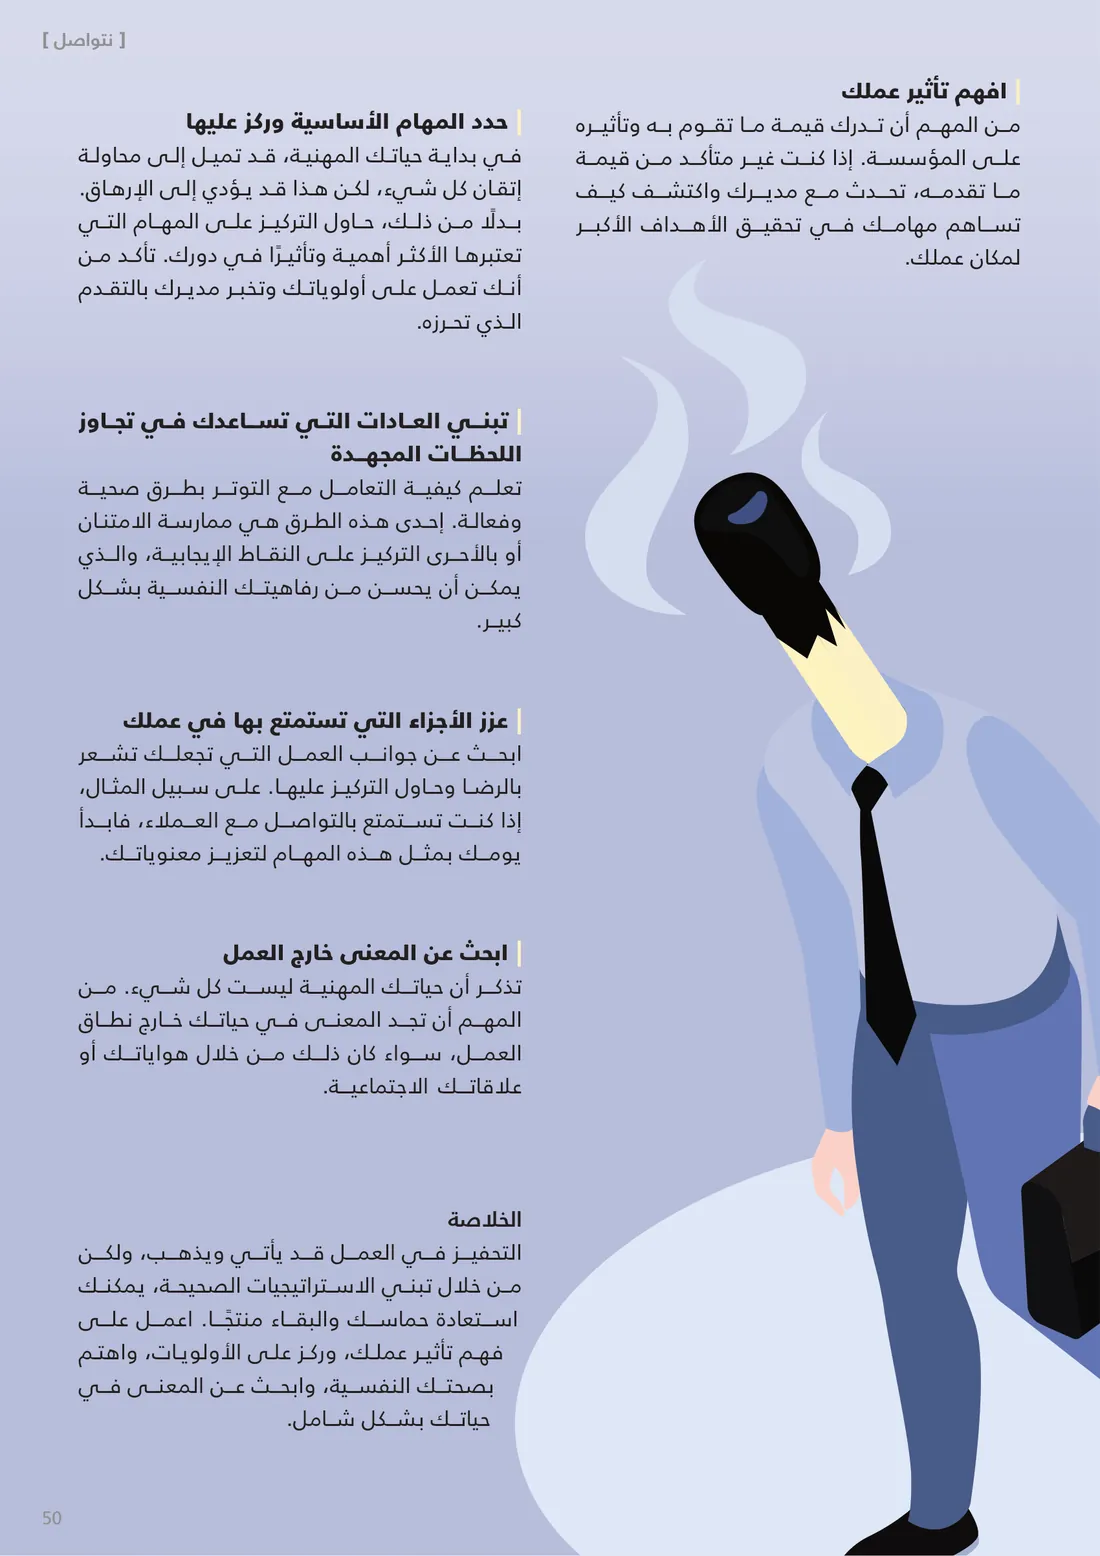 [ نتواصل ]
افهم تأثير عملك
من المهم أن تدرك قيمة ما تقوم به وتأثيره
على المؤسسة. إذا كنت غير متأكد من قيمة
ما تقدمه، تحدث مع مديرك واكتشف كيف
تساهم مهامك في تحقيق الأهداف الأكبر
لمكان عملك.
حدد المهام الأساسية وركز عليها
في بداية حياتك المهنية، قد تميل إلى محاولة
إتقان كل شيء، لكن هذا قد يؤدي إلى الإرهاق.
بدلًا من ذلك، حاول التركيز على المهام التي
تعتبرها الأكثر أهمية وتأثيرًا في دورك. تأكد من
أنك تعمل على أولوياتك وتخبر مديرك بالتقدم
الذي تحرزه.
تبني العادات التي تساعدك في تجاوز
اللحظات المجهدة
تعلم كيفية التعامل مع التوتر بطرق صحية
وفعالة. إحدى هذه الطرق هي ممارسة الامتنان
أو بالأحرى التركيز على النقاط الإيجابية، والذي
يمكن أن يحسن من رفاهيتك النفسية بشكل
كبير.
عزز الأجزاء التي تستمتع بها في عملك
ابحث عن جوانب العمل التي تجعلك تشعر
بالرضا وحاول التركيز عليها. على سبيل المثال،
إذا كنت تستمتع بالتواصل مع العملاء، فابدأ
يومك بمثل هذه المهام لتعزيز معنوياتك.
ابحث عن المعنى خارج العمل
تذكر أن حياتك المهنية ليست كل شيء. من
المهم أن تجد المعنى في حياتك خارج نطاق
العمل، سواء كان ذلك من خلال هواياتك أو
علاقاتك الاجتماعية.
الخلاصة
التحفيز في العمل قد يأتي ويذهب، ولكن
من خلال تبني الاستراتيجيات الصحيحة، يمكنك
استعادة حماسك والبقاء منتجًا. اعمل على
فهم تأثير عملك، وركز على الأولويات، واهتم
بصحتك النفسية، وابحث عن المعنى في
حياتك بشكل شامل.
50